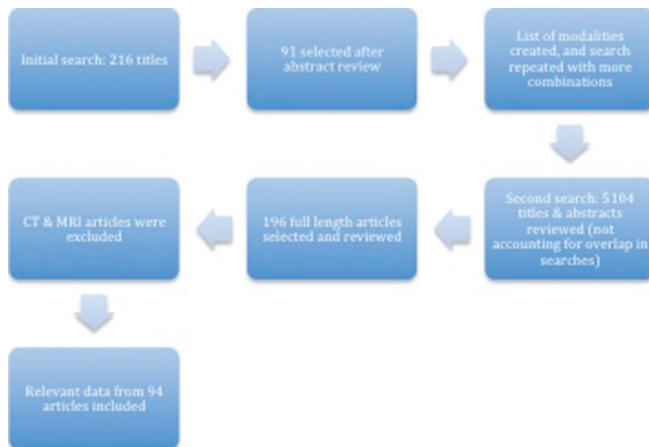 Initial search: 216 titles
91 selected after
abstract review
List of modalities
created, and search
repeated with more
combinations
Second search: 5104
titles & abstracts
reviewed (not
accounting for overlap in
searches)
196 full length articles
selected and reviewed
CT & MRI articles were
excluded
Relevant data from 94
articles included